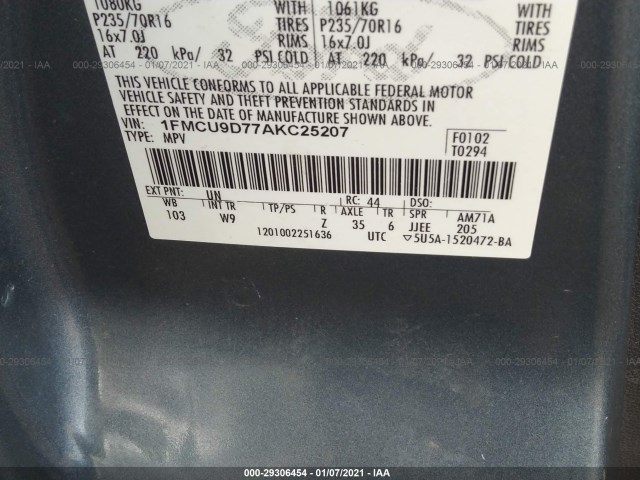 1080KG WITH 1061KG WITH
P235/70R16 TIRES P235/70R16 TIRES
16x7.0J RIMS 16x7.0J RIMS
AT 220 kPa/ 32 PSI COLD AT 220 kPa/ 32 PSI COLD
THIS VEHICLE CONFORMS TO ALL APPLICABLE FEDERAL MOTOR
VEHICLE SAFETY AND THEFT PREVENTION STANDARDS IN
EFFECT ON THE DATE OF MANUFACTURE SHOWN ABOVE.
VIN: 1FMCU9D77AKC25207 F0102
TYPE: MPV T0294
EXT PNT: UN RC: 44 DSO:
WB INT TR TP/PS R AXLE TR SPR AM71A
103 W9 Z 35 6 JJEE 205
1201002251636 UTC ▽5U5A-1520472-BA
000-29306454 - 01/07/2021 - IAA